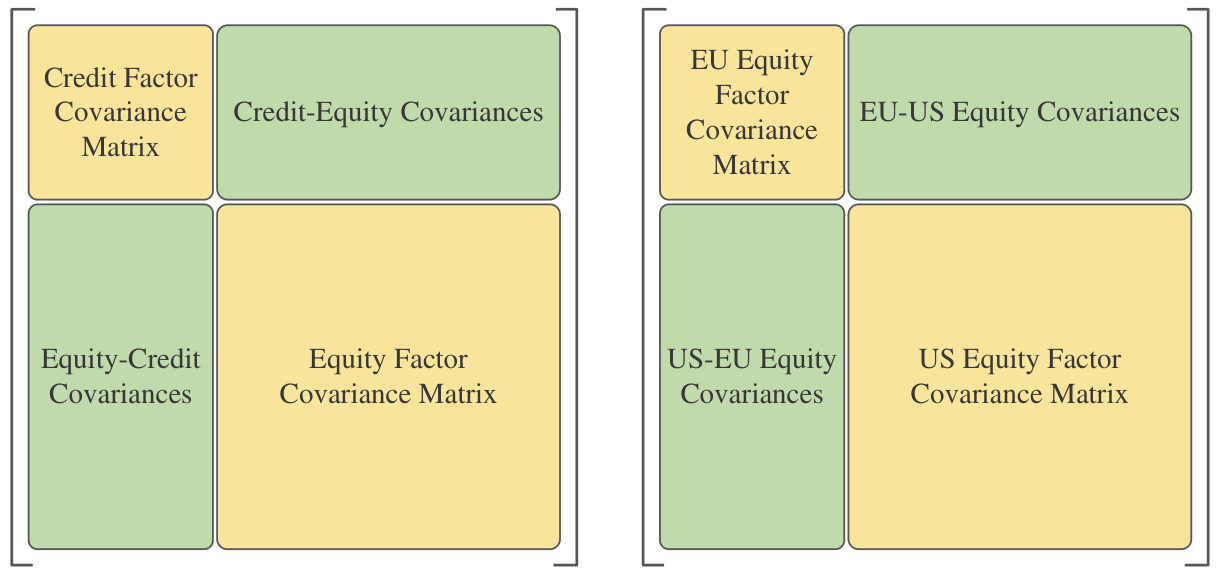 Credit Factor
Covariance
Matrix
Credit-Equity Covariances
Equity-Credit
Covariances
Equity Factor
Covariance Matrix
EU Equity
Factor
Covariance
Matrix
EU-US Equity Covariances
US-EU Equity
Covariances
US Equity Factor
Covariance Matrix